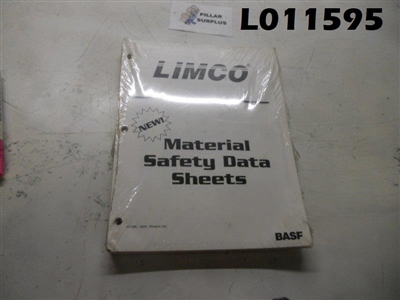 PILLAR
SURPLUS
L011595
LIMCO
NEW!
Material
Safety Data
Sheets
BASF